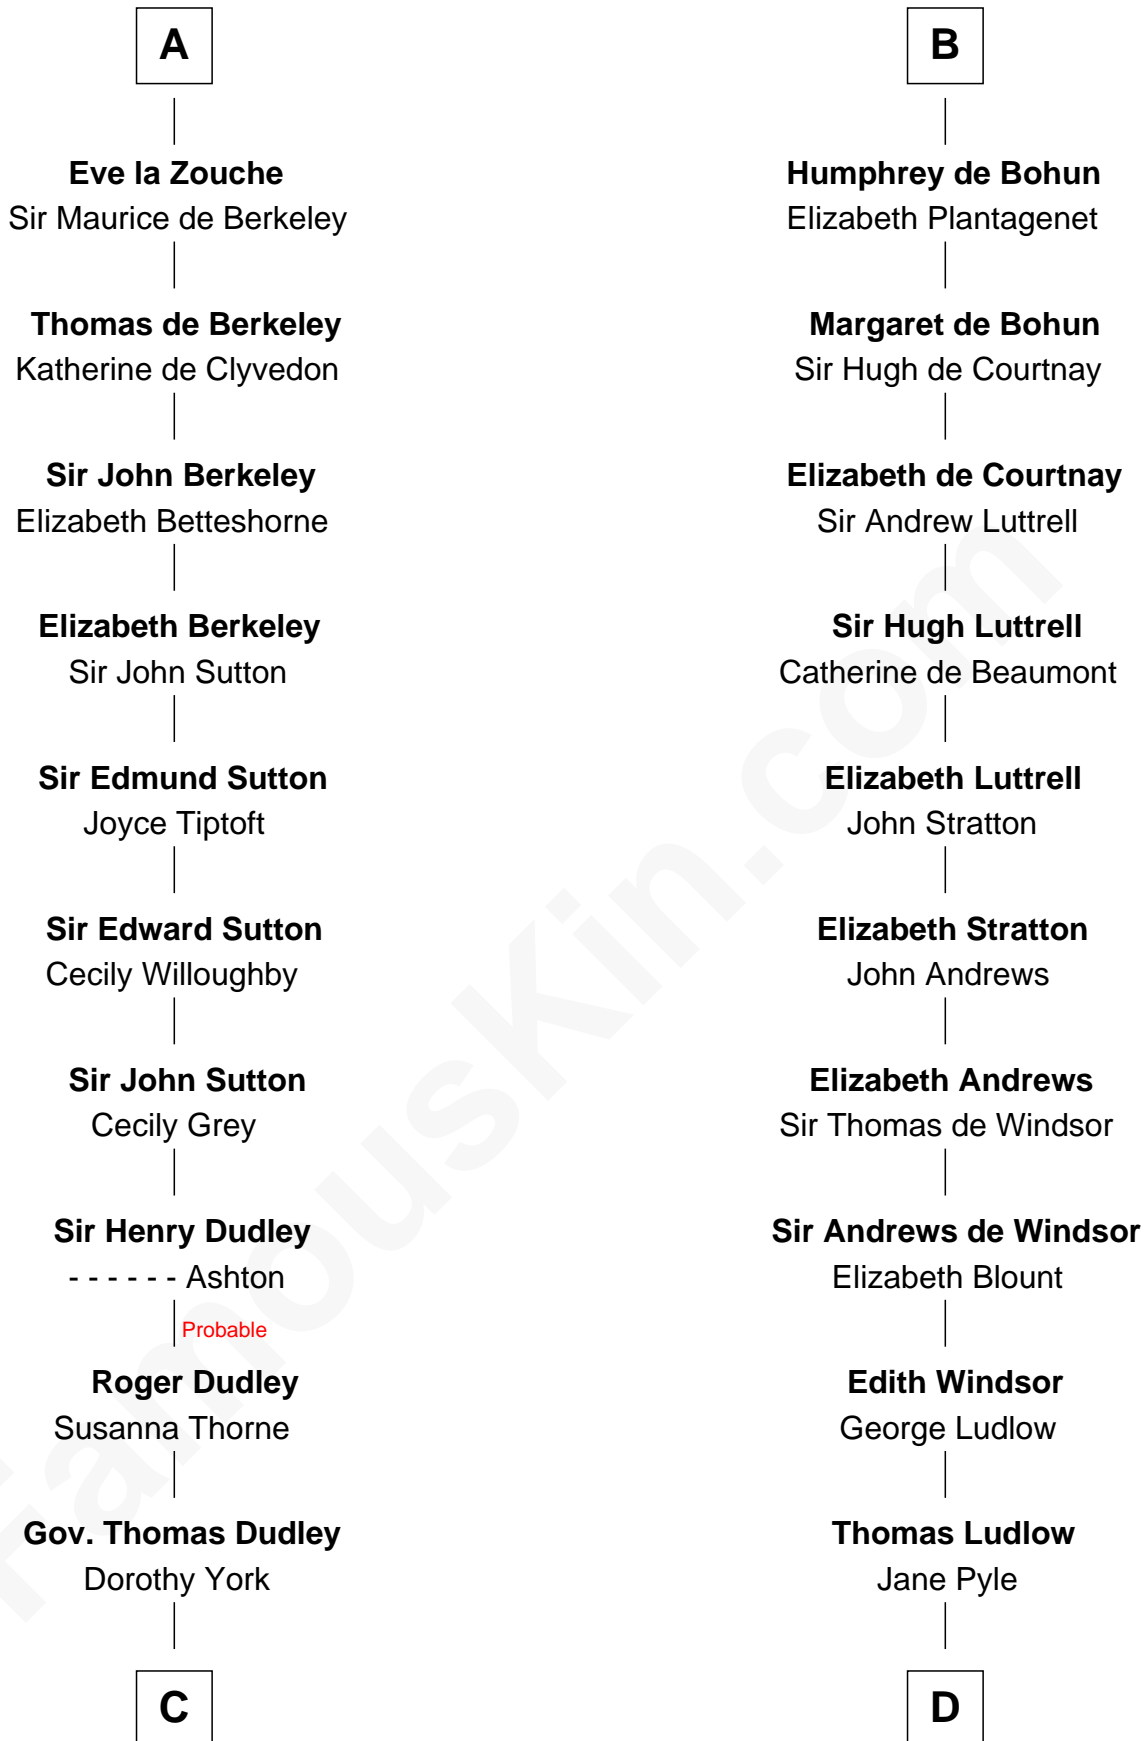 A
Eve la Zouche
Sir Maurice de Berkeley
Thomas de Berkeley
Katherine de Clyvedon
Sir John Berkeley
Elizabeth Betteshorne
Elizabeth Berkeley
Sir John Sutton
Sir Edmund Sutton
Joyce Tiptoft
Sir Edward Sutton
Cecily Willoughby
Sir John Sutton
Cecily Grey
Sir Henry Dudley
- - - - - - Ashton
Probable
Roger Dudley
Susanna Thorne
Gov. Thomas Dudley
Dorothy York
C
B
Humphrey de Bohun
Elizabeth Plantagenet
Margaret de Bohun
Sir Hugh de Courtnay
Elizabeth de Courtnay
Sir Andrew Luttrell
Sir Hugh Luttrell
Catherine de Beaumont
Elizabeth Luttrell
John Stratton
Elizabeth Stratton
John Andrews
Elizabeth Andrews
Sir Thomas de Windsor
Sir Andrews de Windsor
Elizabeth Blount
Edith Windsor
George Ludlow
Thomas Ludlow
Jane Pyle
D
FamousKin.com